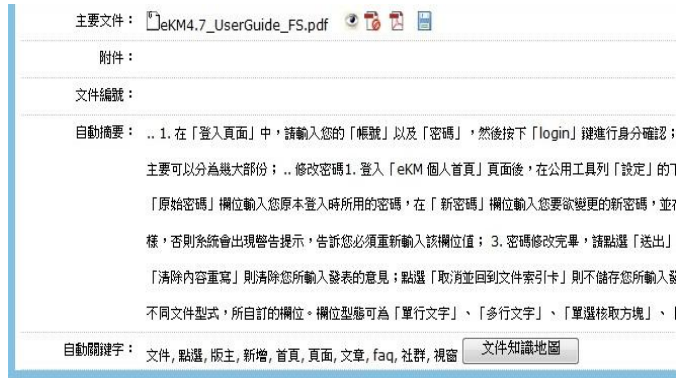 主要文件： eKM4.7_UserGuide_FS.pdf
附件：
文件編號：
自動摘要： .. 1. 在「登入頁面」中，請輸入您的「帳號」以及「密碼」，然後按下「login」鍵進行身分確認；
主要可以分為幾大部份； .. 修改密碼1. 登入「eKM 個人首頁」頁面後，在公用工具列「設定」的下
「原始密碼」欄位輸入您原本登入時所用的密碼，在「 新密碼」欄位輸入您要欲變更的新密碼，並在
樣，否則系統會出現警告提示，告訴您必須重新輸入該欄位值； 3. 密碼修改完畢，請點選「送出」
「清除內容重寫」則清除您所輸入發表的意見；點選「取消並回到文件索引卡」則不儲存您所輸入發
不同文件型式，所自訂的欄位。欄位型態可為「單行文字」、「多行文字」、「單選核取方塊」、「
自動關鍵字： 文件, 點選, 版主, 新增, 首頁, 頁面, 文章, faq, 社群, 視窗 文件知識地圖